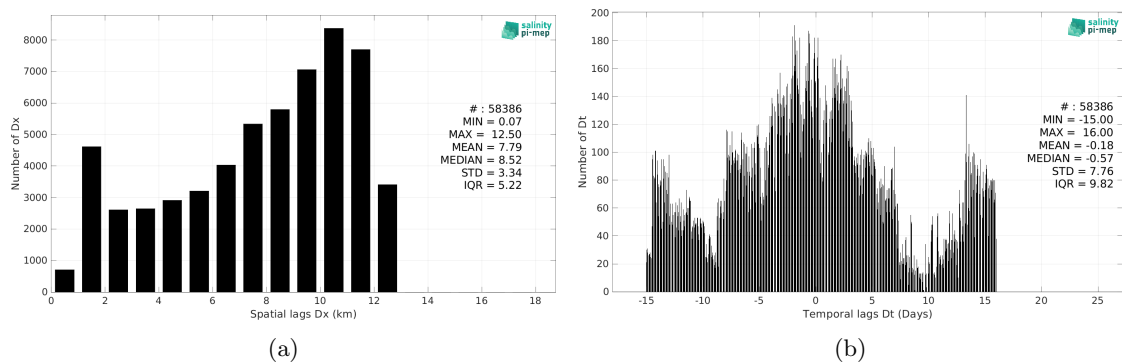 8000
7000
6000
5000
4000
3000
2000
1000
0
Number of Dx
0 2 4 6 8 10 12 14 16 18
Spatial lags Dx (km)
salinity
pi-mep
# : 58386
MIN = 0.07
MAX = 12.50
MEAN = 7.79
MEDIAN = 8.52
STD = 3.34
IQR = 5.22
(a)
200
180
160
140
120
100
80
60
40
20
0
Number of Dt
-15 -10 -5 0 5 10 15 20 25
Temporal lags Dt (Days)
salinity
pi-mep
# : 58386
MIN = -15.00
MAX = 16.00
MEAN = -0.18
MEDIAN = -0.57
STD = 7.76
IQR = 9.82
(b)